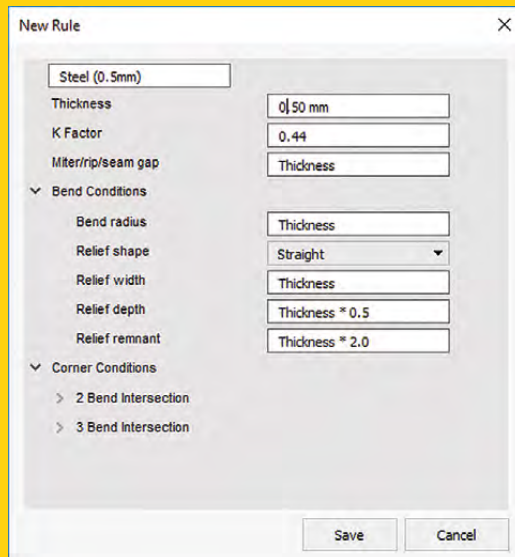 New Rule
Steel (0.5mm)
Thickness 0.50 mm
K Factor 0.44
Miter/rip/seam gap Thickness
Bend Conditions
Bend radius Thickness
Relief shape Straight
Relief width Thickness
Relief depth Thickness * 0.5
Relief remnant Thickness * 2.0
Corner Conditions
2 Bend Intersection
3 Bend Intersection
Save Cancel